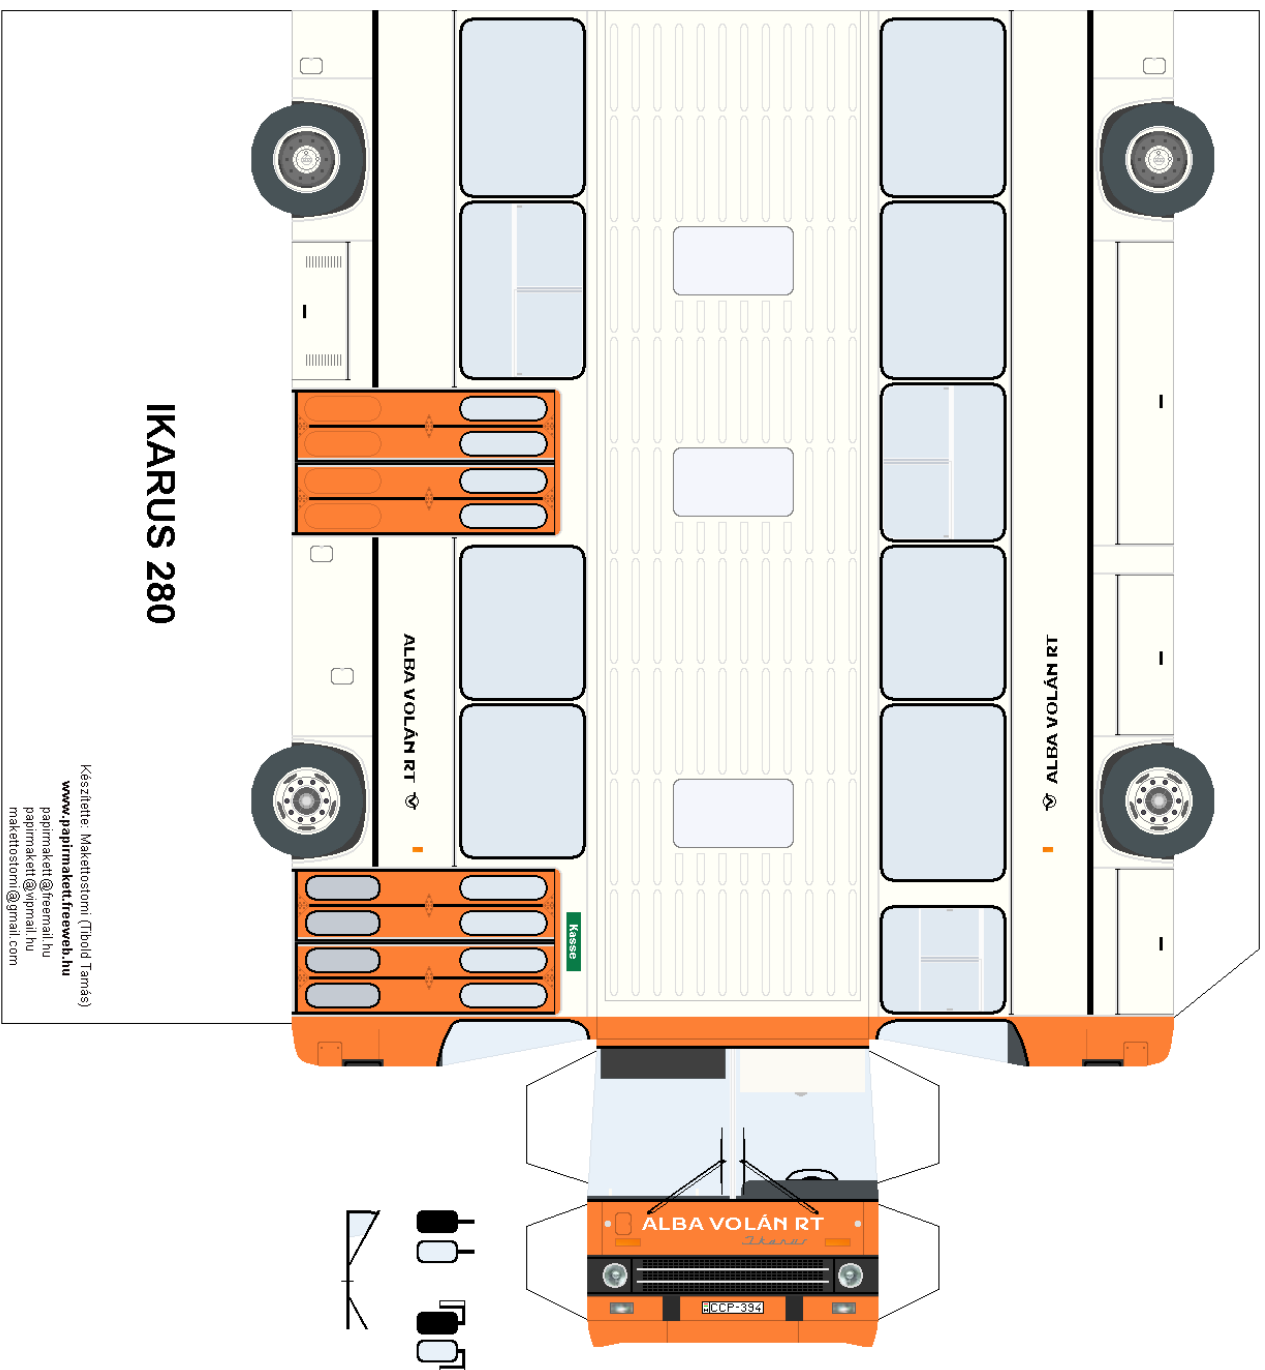 IKARUS 280
Készítette: Makettostomi (Tibold Tamás)
www.papirmakett.freeweb.hu
papirmakett@freemail.hu
papirmakett@vipmail.hu
makettostomi@gmail.com
ALBA VOLÁN RT
Kasse
ALBA VOLÁN RT
ALBA VOLÁN RT
Ikarus
CCP-394